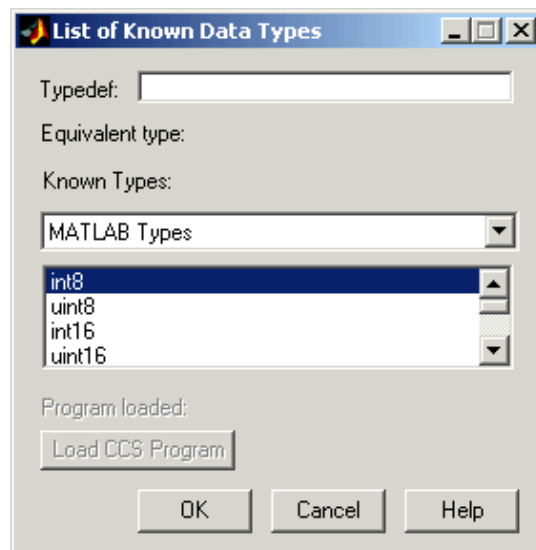 List of Known Data Types
Typedef:
Equivalent type:
Known Types:
MATLAB Types
int8
uint8
int16
uint16
Program loaded:
Load CCS Program
OK Cancel Help